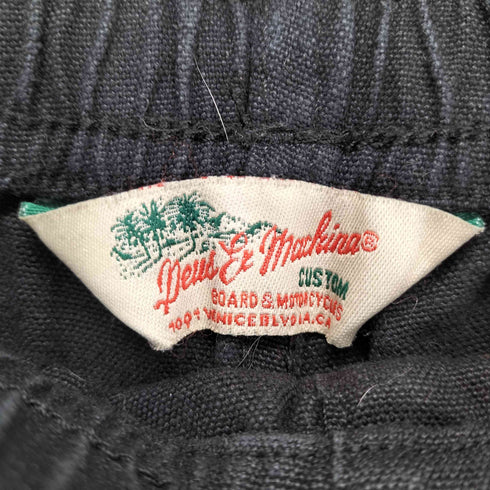 Deus Ex Machina®
CUSTOM
BOARD & MOTORCYCLES
1001 VENICE BLVD LA, CA